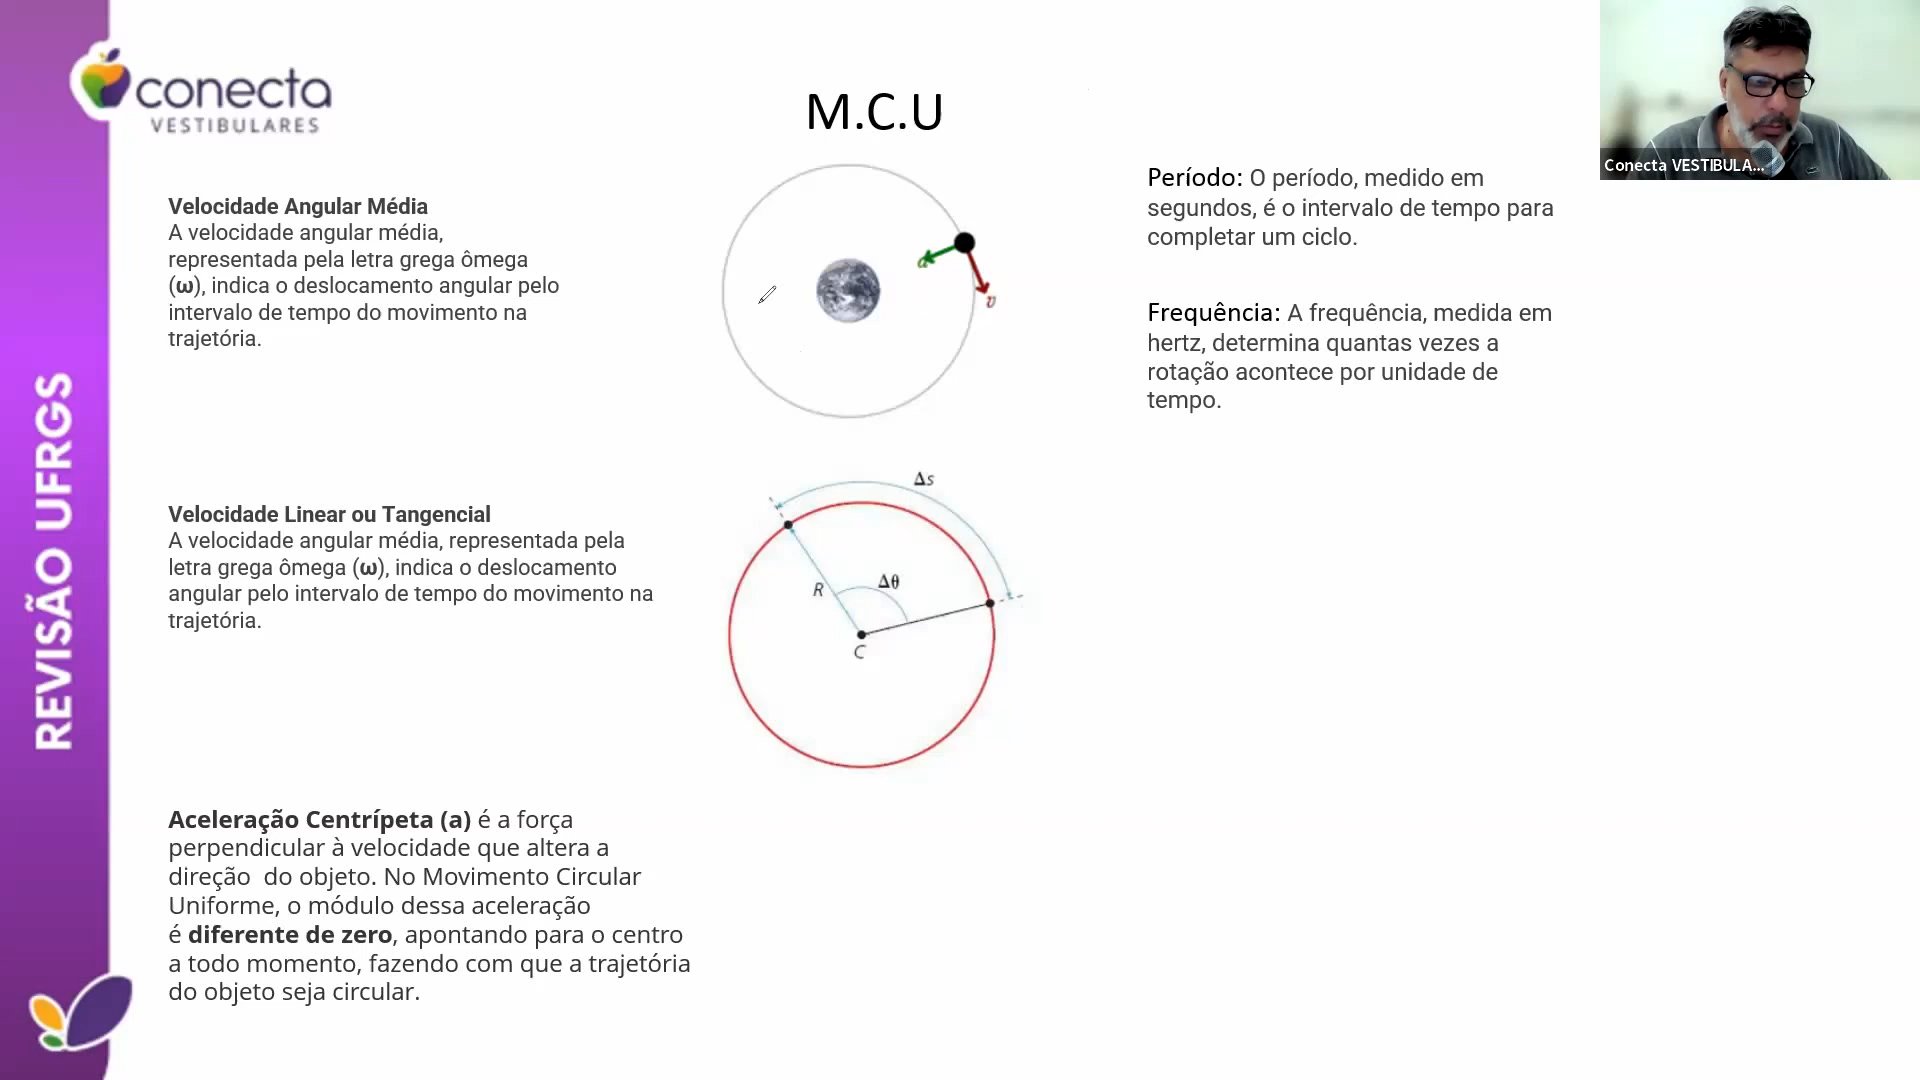 conecta
VESTIBULARES
REVISÃO UFRGS
M.C.U
Velocidade Angular Média
A velocidade angular média,
representada pela letra grega ômega
(ω), indica o deslocamento angular pelo
intervalo de tempo do movimento na
trajetória.
a
v
Velocidade Linear ou Tangencial
A velocidade angular média, representada pela
letra grega ômega (ω), indica o deslocamento
angular pelo intervalo de tempo do movimento na
trajetória.
Δs
R
Δθ
C
Aceleração Centrípeta (a) é a força
perpendicular à velocidade que altera a
direção  do objeto. No Movimento Circular
Uniforme, o módulo dessa aceleração
é diferente de zero, apontando para o centro
a todo momento, fazendo com que a trajetória
do objeto seja circular.
Período: O período, medido em
segundos, é o intervalo de tempo para
completar um ciclo.
Frequência: A frequência, medida em
hertz, determina quantas vezes a
rotação acontece por unidade de
tempo.
Conecta VESTIBULA...